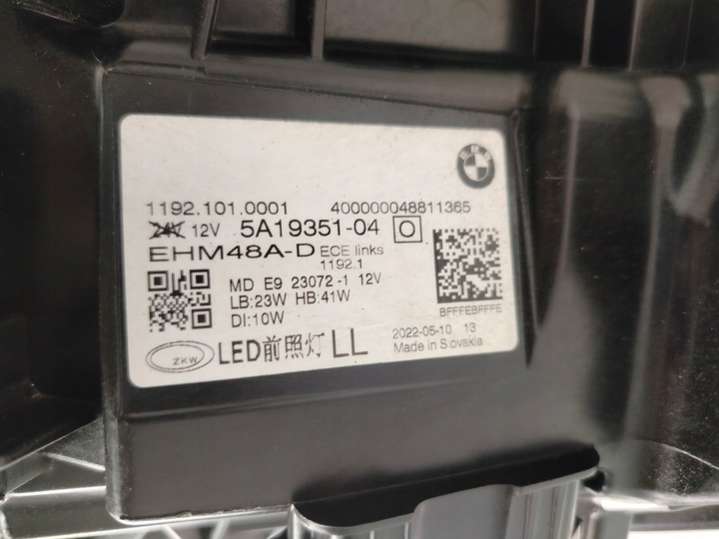 BMW
1192.101.0001 400000048811365
24V 12V 5A19351-04
EHM48A-D ECE links
1192.1
MD E9 23072-1 12V
LB:23W HB:41W
DI:10W
BFFFEBFFFE
ZKW LED前照灯 LL
2022-05-10 13
Made in Slovakia